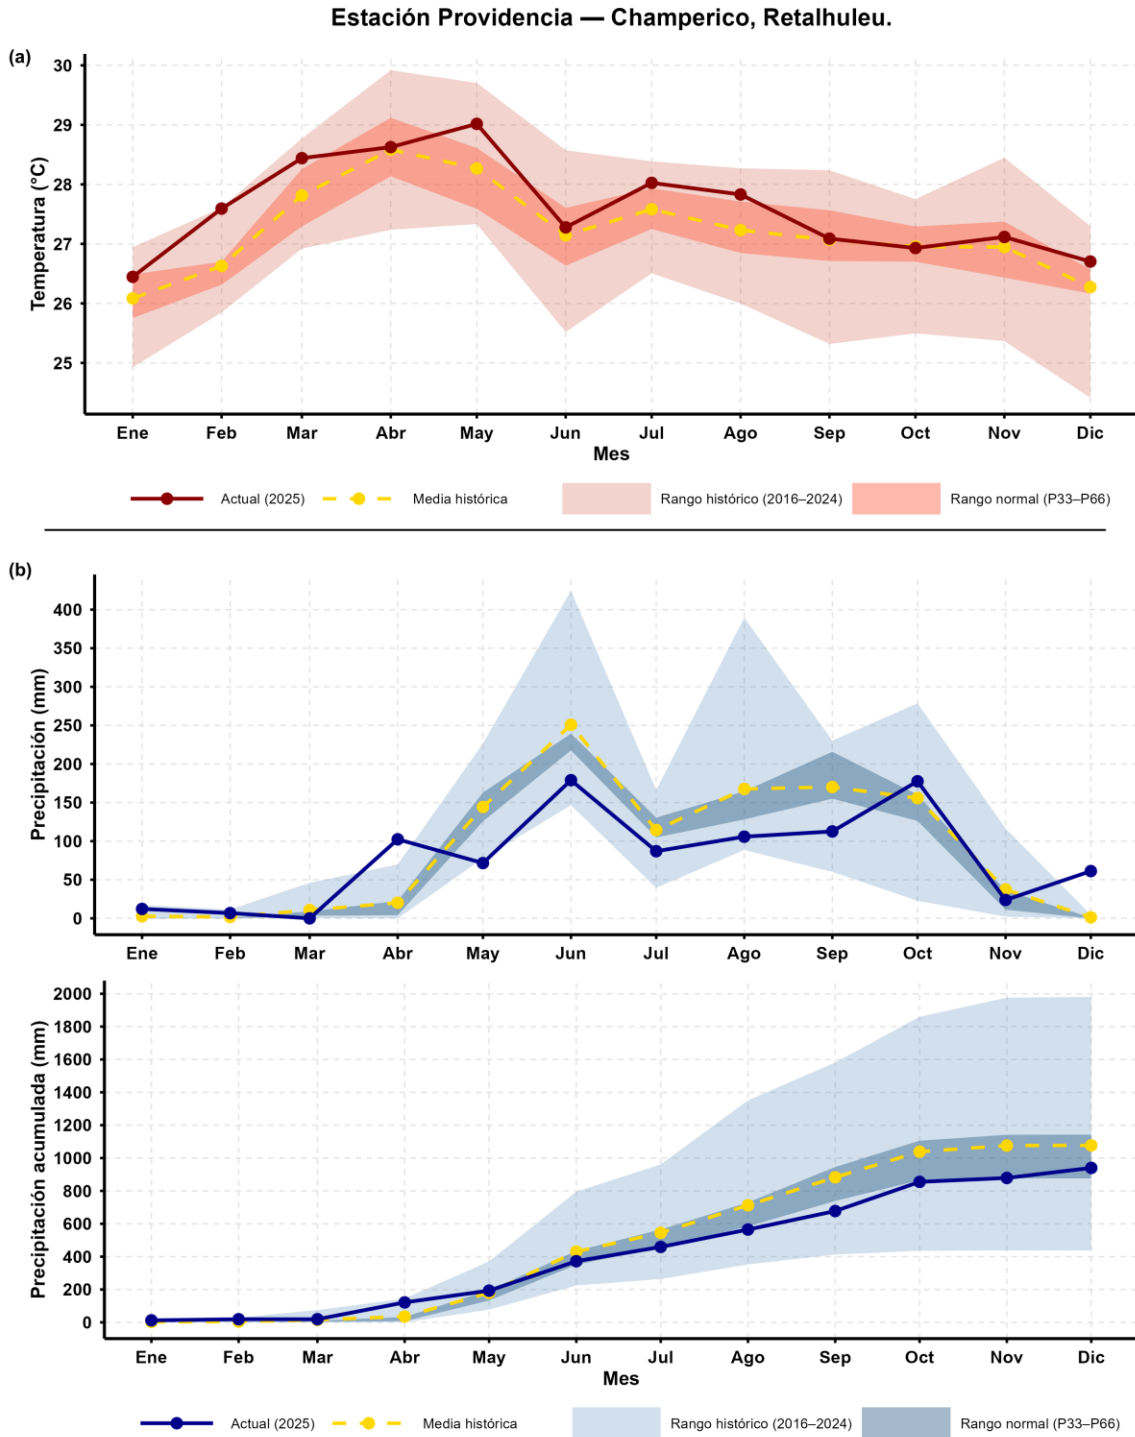 Estación Providencia — Champerico, Retalhuleu.
(a)
Temperatura (°C)
30
29
28
27
26
25
Ene Feb Mar Abr May Jun Jul Ago Sep Oct Nov Dic
Mes
Actual (2025) Media histórica Rango histórico (2016–2024) Rango normal (P33–P66)
(b)
Precipitación (mm)
400
350
300
250
200
150
100
50
0
Ene Feb Mar Abr May Jun Jul Ago Sep Oct Nov Dic
Precipitación acumulada (mm)
2000
1800
1600
1400
1200
1000
800
600
400
200
0
Ene Feb Mar Abr May Jun Jul Ago Sep Oct Nov Dic
Mes
Actual (2025) Media histórica Rango histórico (2016–2024) Rango normal (P33–P66)